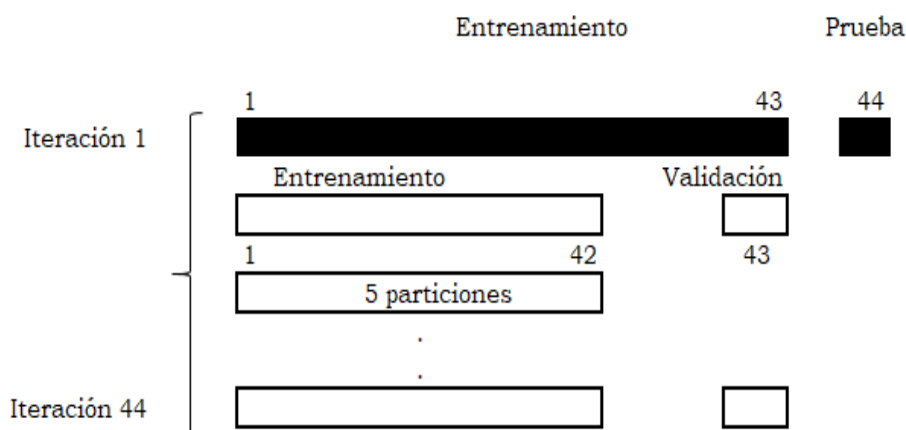 Entrenamiento Prueba
1 43 44
Iteración 1
Entrenamiento Validación
1 42 43
5 particiones
.
.
Iteración 44